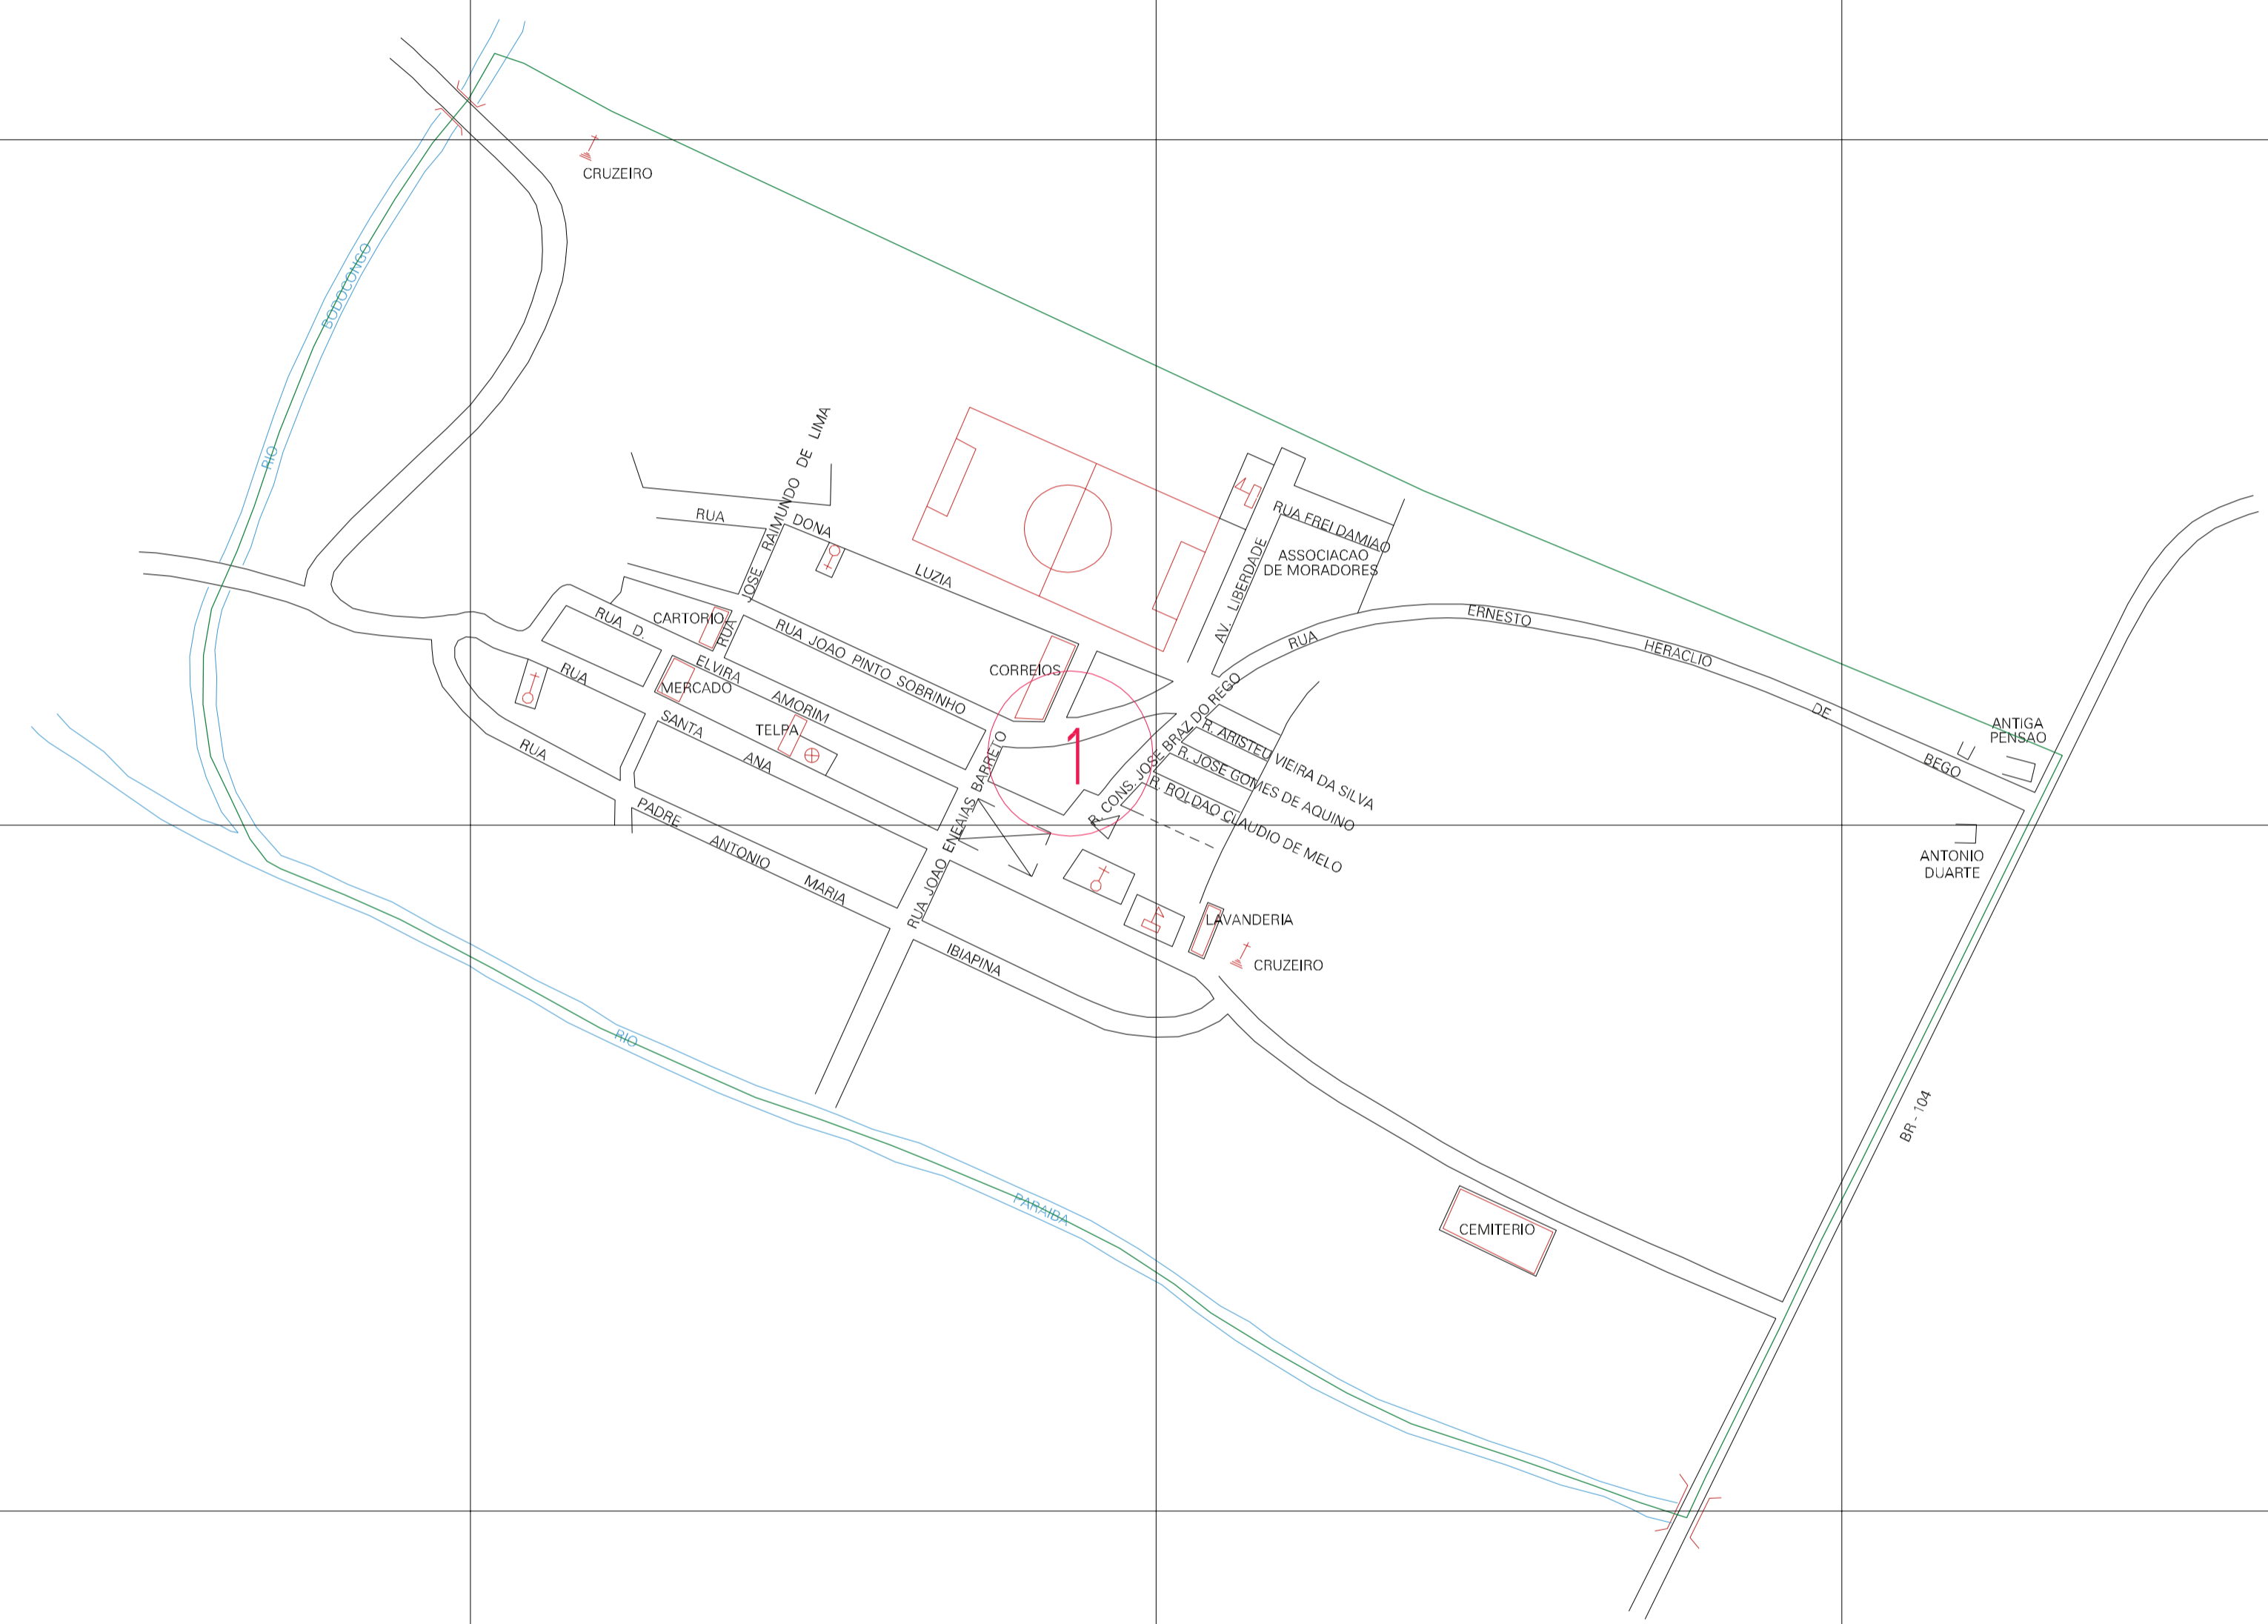 CRUZEIRO
RIO BODOCONGO
RUA JOSE RAIMUNDO DE LIMA
RUA DONA LUZIA
RUA FREI DAMIAO
ASSOCIACAO
DE MORADORES
AV. LIBERDADE
CARTORIO
RUA D. ELVIRA AMORIM
RUA JOAO PINTO SOBRINHO
CORREIOS
RUA ERNESTO HERACLIO DE BEGO
MERCADO
RUA SANTA ANA
TELPA
1
ANTIGA
PENSAO
R. CONS. JOSE BRAZ DO REGO
R. ARISTEU VIEIRA DA SILVA
R. JOSE GOMES DE AQUINO
R. ROLDAO CLAUDIO DE MELO
RUA JOAO ENEAIAS BARRETO
RUA PADRE ANTONIO MARIA IBIAPINA
ANTONIO
DUARTE
LAVANDERIA
CRUZEIRO
RIO PARAIBA
BR - 104
CEMITERIO